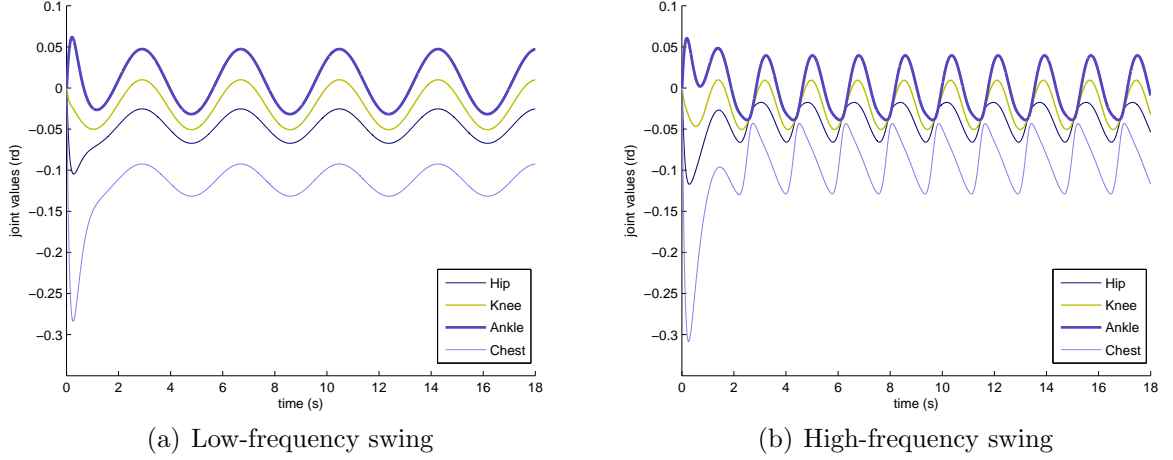 0.1
0.05
0
−0.05
−0.1
−0.15
−0.2
−0.25
−0.3
joint values (rd)
0 2 4 6 8 10 12 14 16 18
time (s)
Hip
Knee
Ankle
Chest
(a) Low-frequency swing
0.1
0.05
0
−0.05
−0.1
−0.15
−0.2
−0.25
−0.3
joint values (rd)
0 2 4 6 8 10 12 14 16 18
time (s)
Hip
Knee
Ankle
Chest
(b) High-frequency swing